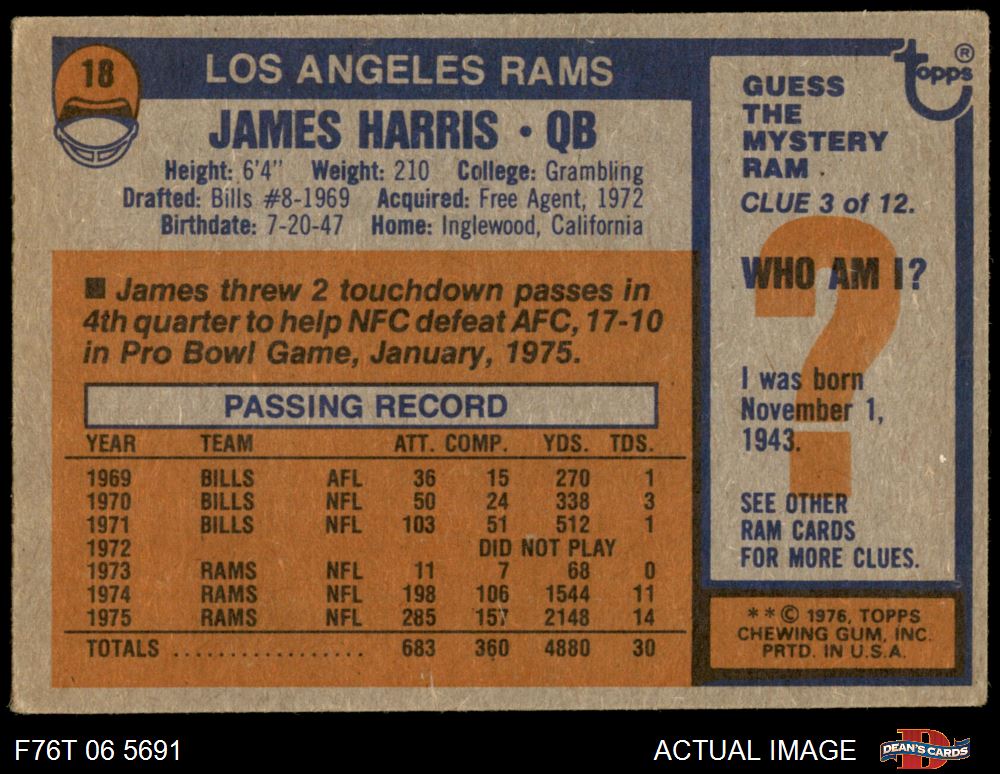 18
LOS ANGELES RAMS
JAMES HARRIS • QB
Height: 6'4" Weight: 210 College: Grambling
Drafted: Bills #8-1969 Acquired: Free Agent, 1972
Birthdate: 7-20-47 Home: Inglewood, California
■ James threw 2 touchdown passes in
4th quarter to help NFC defeat AFC, 17-10
in Pro Bowl Game, January, 1975.
PASSING RECORD
YEAR TEAM ATT. COMP. YDS. TDS.
1969 BILLS AFL 36 15 270 1
1970 BILLS NFL 50 24 338 3
1971 BILLS NFL 103 51 512 1
1972 DID NOT PLAY
1973 RAMS NFL 11 7 68 0
1974 RAMS NFL 198 106 1544 11
1975 RAMS NFL 285 157 2148 14
TOTALS .................. 683 360 4880 30
Topps ®
GUESS
THE
MYSTERY
RAM
CLUE 3 of 12.
?
WHO AM I?
I was born
November 1,
1943.
SEE OTHER
RAM CARDS
FOR MORE CLUES.
* * © 1976, TOPPS
CHEWING GUM, INC.
PRTD. IN U.S.A.
F76T 06 5691
ACTUAL IMAGE
DEAN'S CARDS